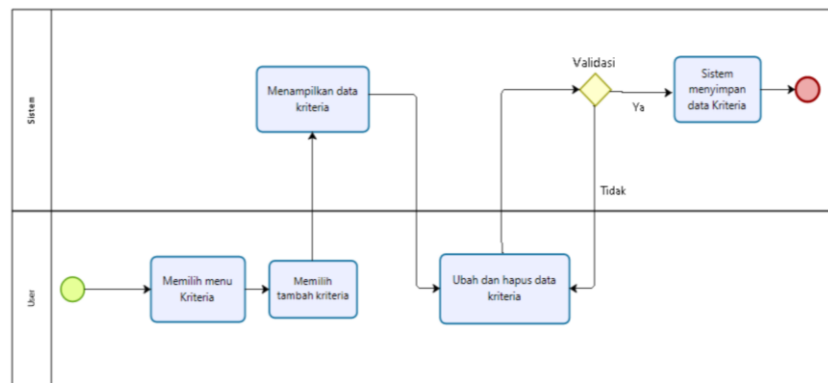 Sistem
Menampilkan data
kriteria
Validasi
Ya
Tidak
Sistem
menyimpan
data Kriteria
User
Memilih menu
Kriteria
Memilih
tambah kriteria
Ubah dan hapus data
kriteria